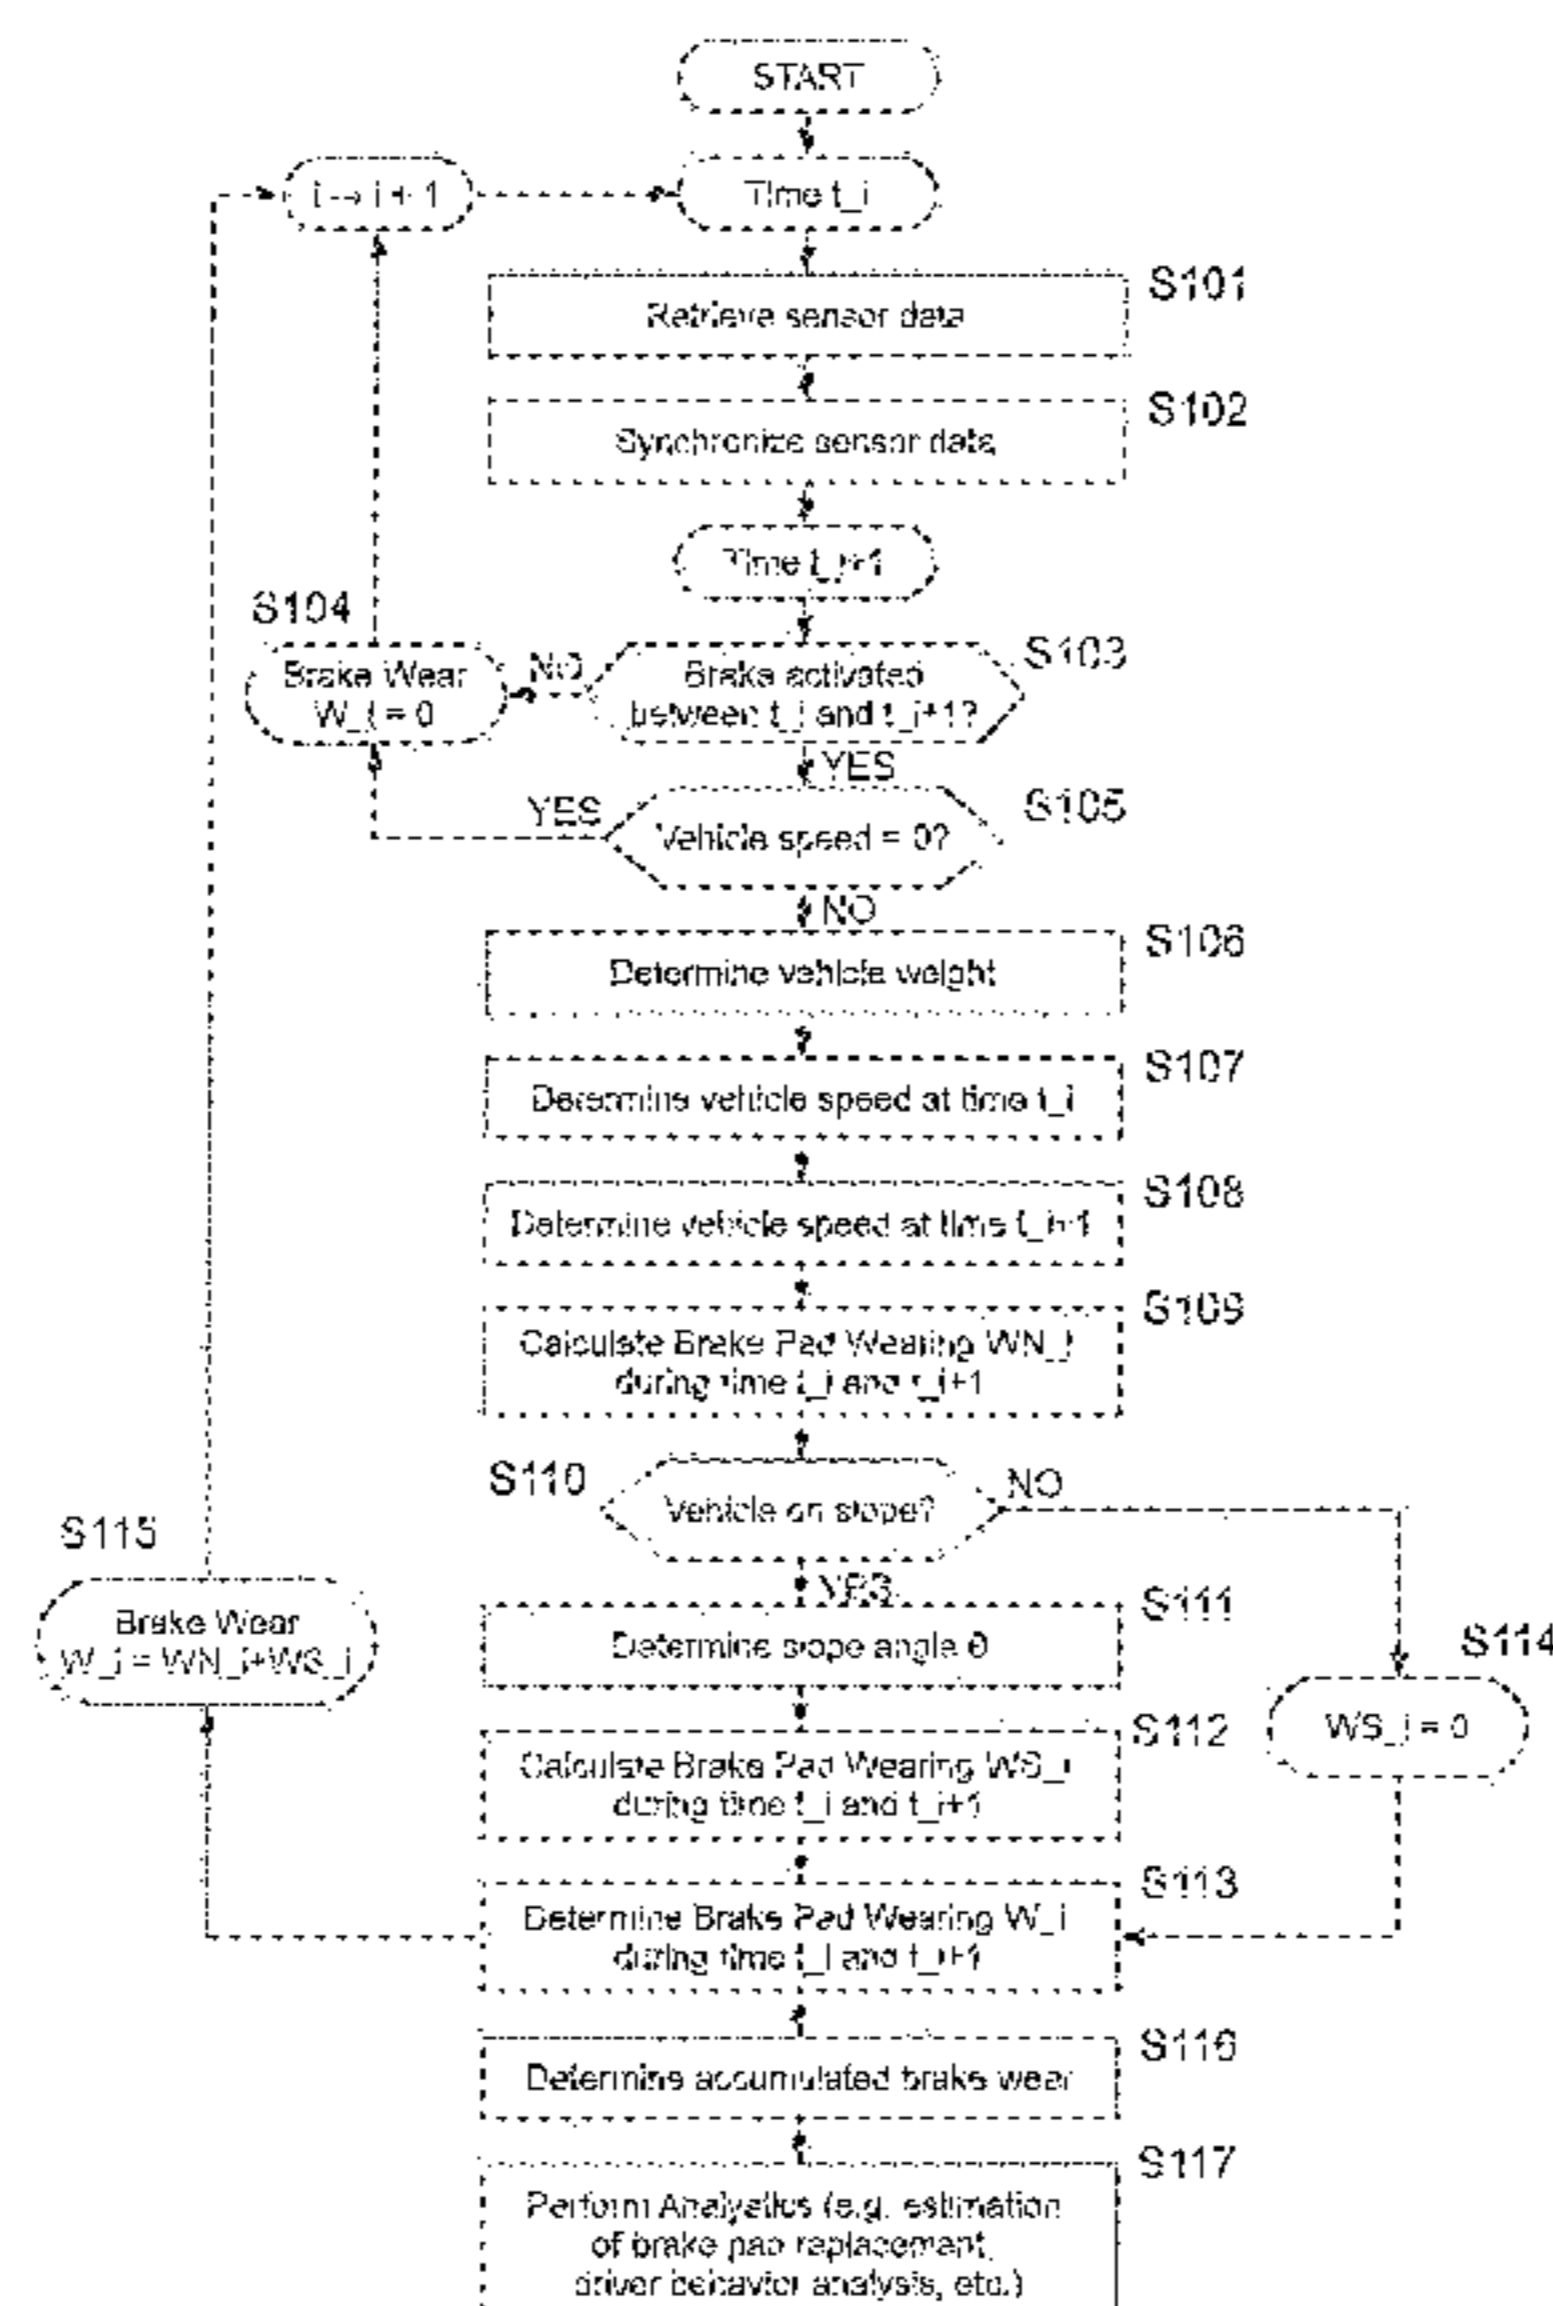 START
i → i + 1
Time t_i
S101
Retrieve sensor data
S102
Synchronize sensor data
Time t_i+1
S104
Brake Wear
W_i = 0
NO
S103
Brake activated
between t_i and t_i+1?
YES
YES
S105
Vehicle speed = 0?
NO
S106
Determine vehicle weight
S107
Determine vehicle speed at time t_i
S108
Determine vehicle speed at time t_i+1
S109
Calculate Brake Pad Wearing WN_i
during time t_i and t_i+1
S110
Vehicle on slope?
NO
S115
Brake Wear
W_i = WN_i+WS_i
YES
S111
Determine slope angle θ
S114
WS_i = 0
S112
Calculate Brake Pad Wearing WS_i
during time t_i and t_i+1
S113
Determine Brake Pad Wearing W_i
during time t_i and t_i+1
S116
Determine accumulated brake wear
S117
Perform Analyatics (e.g. estimation
of brake pad replacement,
driver behavior analysis, etc.)